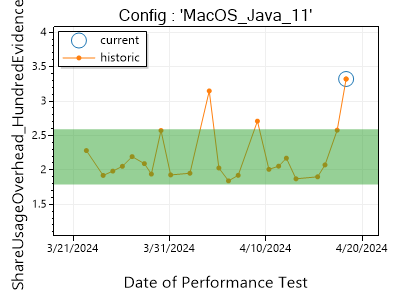 Config : 'MacOS_Java_11'
current
historic
ShareUsageOverhead_HundredEvidence
4
3.5
3
2.5
2
1.5
3/21/2024
3/31/2024
4/10/2024
4/20/2024
Date of Performance Test